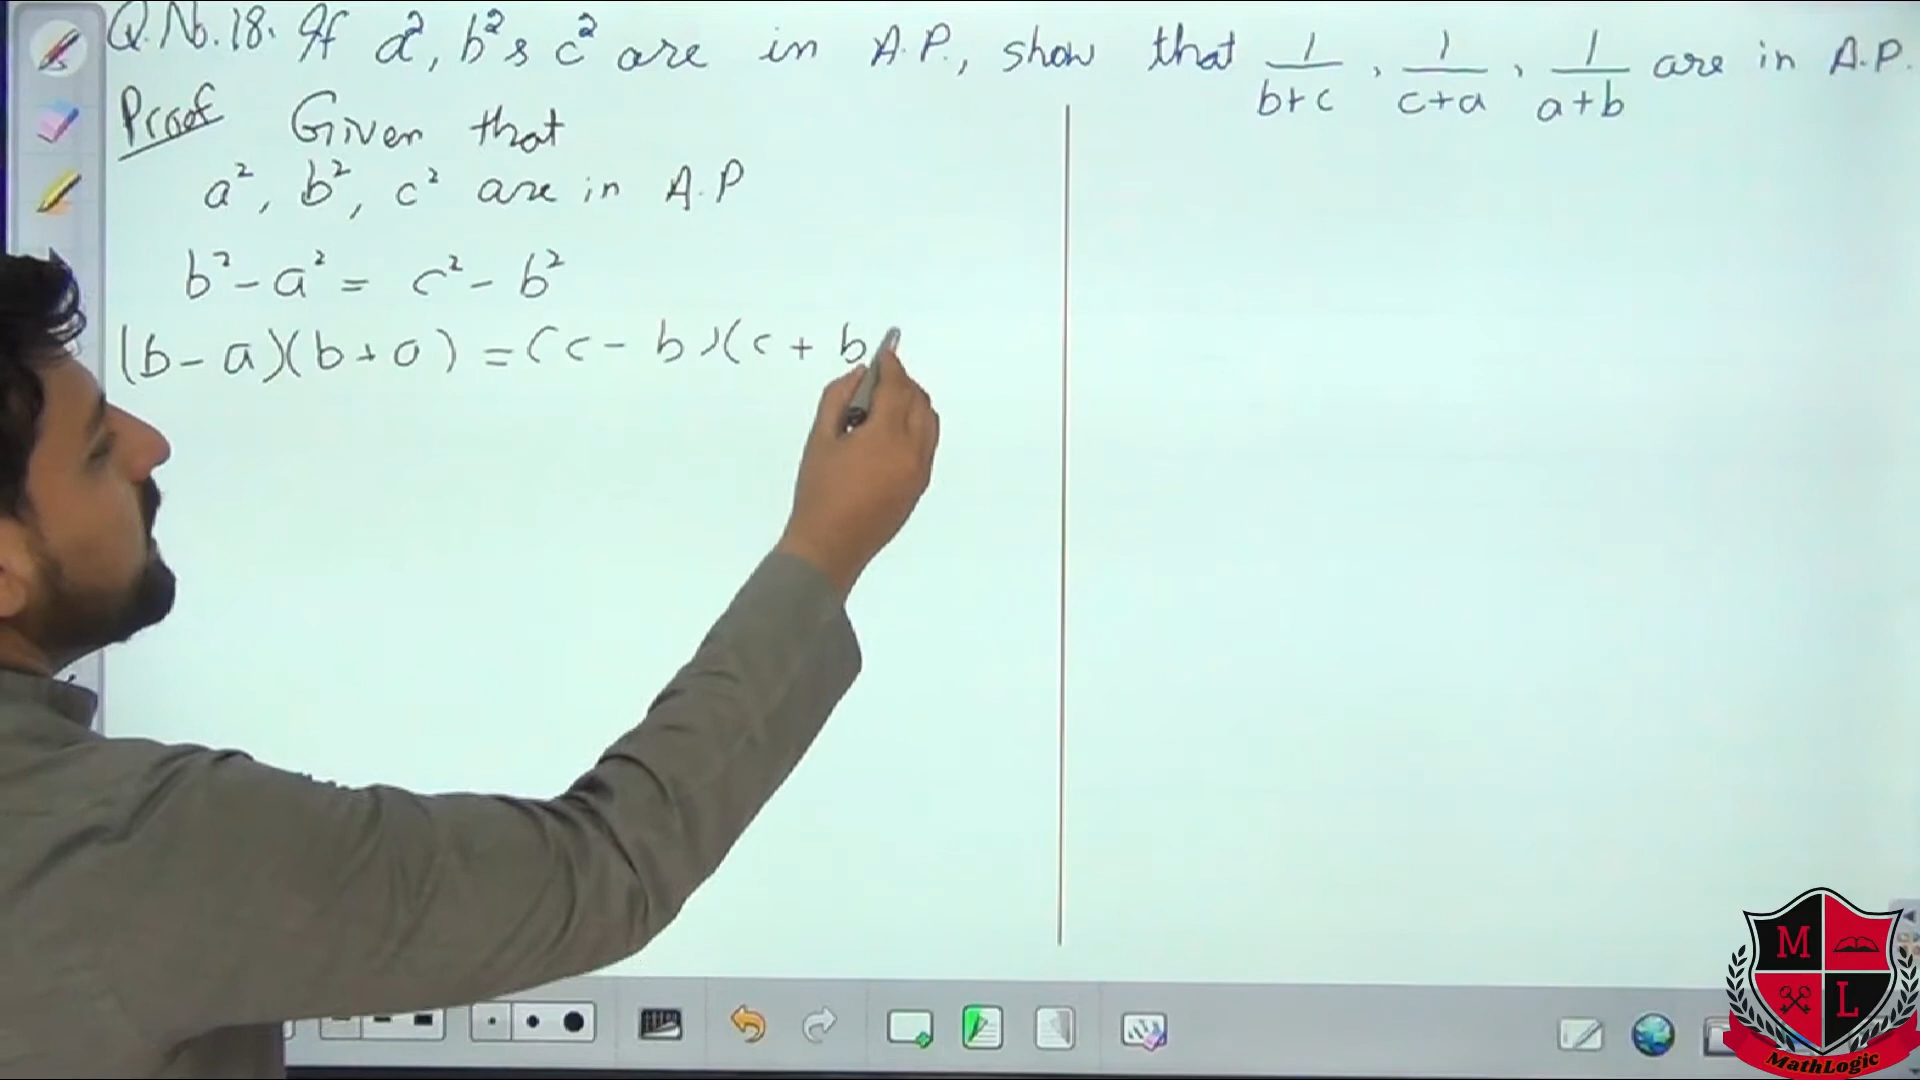 Q.No.18. If a², b² & c² are in A.P., show that 1/(b+c), 1/(c+a), 1/(a+b) are in A.P.
Proof Given that
a², b², c² are in A.P
b² - a² = c² - b²
(b - a)(b + a) = (c - b)(c + b
M L
MathLogic